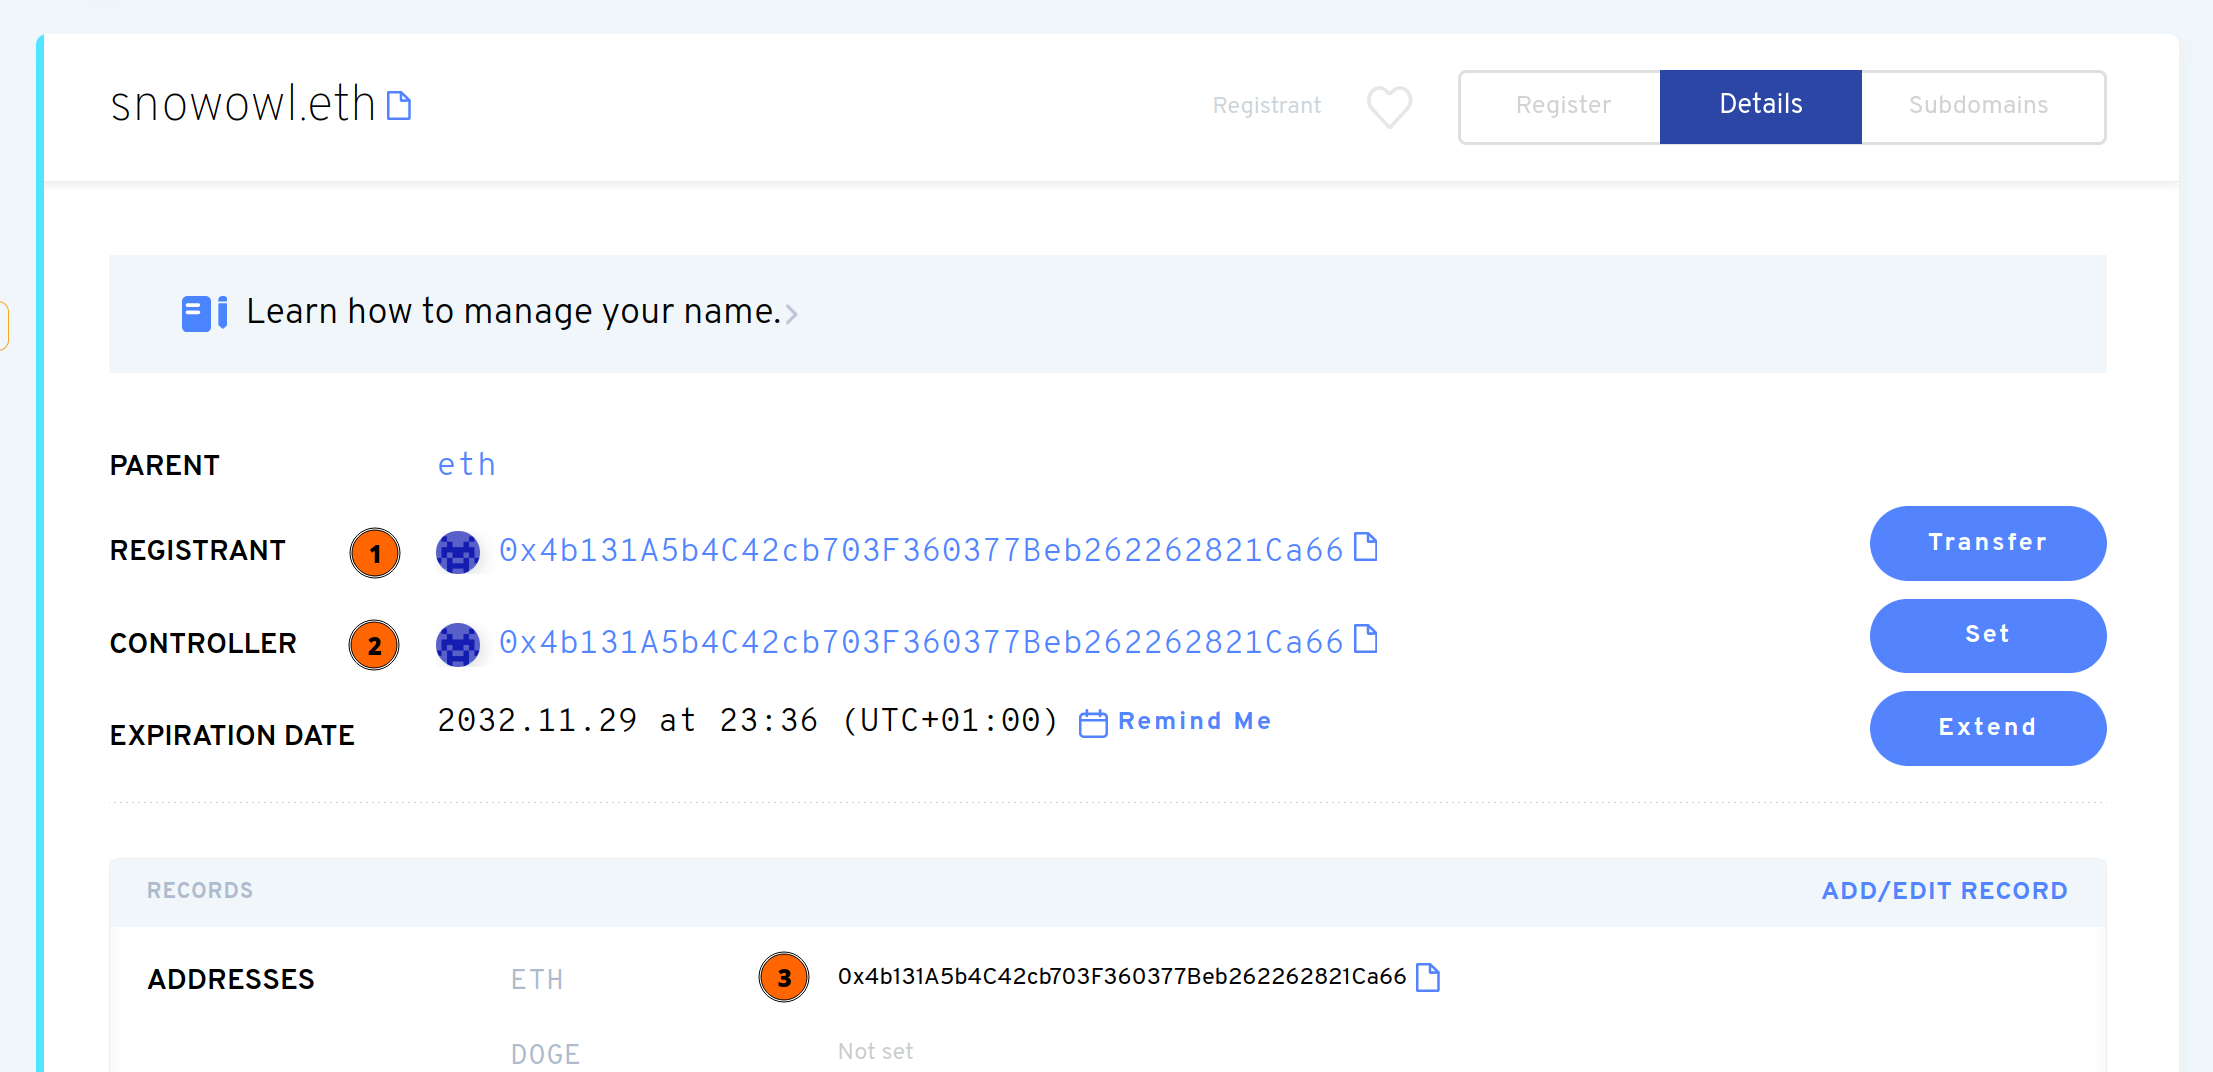 snowowl.eth
Registrant
Register
Details
Subdomains
Learn how to manage your name.
PARENT
eth
REGISTRANT
1
0x4b131A5b4C42cb703F360377Beb262262821Ca66
Transfer
CONTROLLER
2
0x4b131A5b4C42cb703F360377Beb262262821Ca66
Set
EXPIRATION DATE
2032.11.29 at 23:36 (UTC+01:00)
Remind Me
Extend
RECORDS
ADD/EDIT RECORD
ADDRESSES
ETH
3
0x4b131A5b4C42cb703F360377Beb262262821Ca66
DOGE
Not set